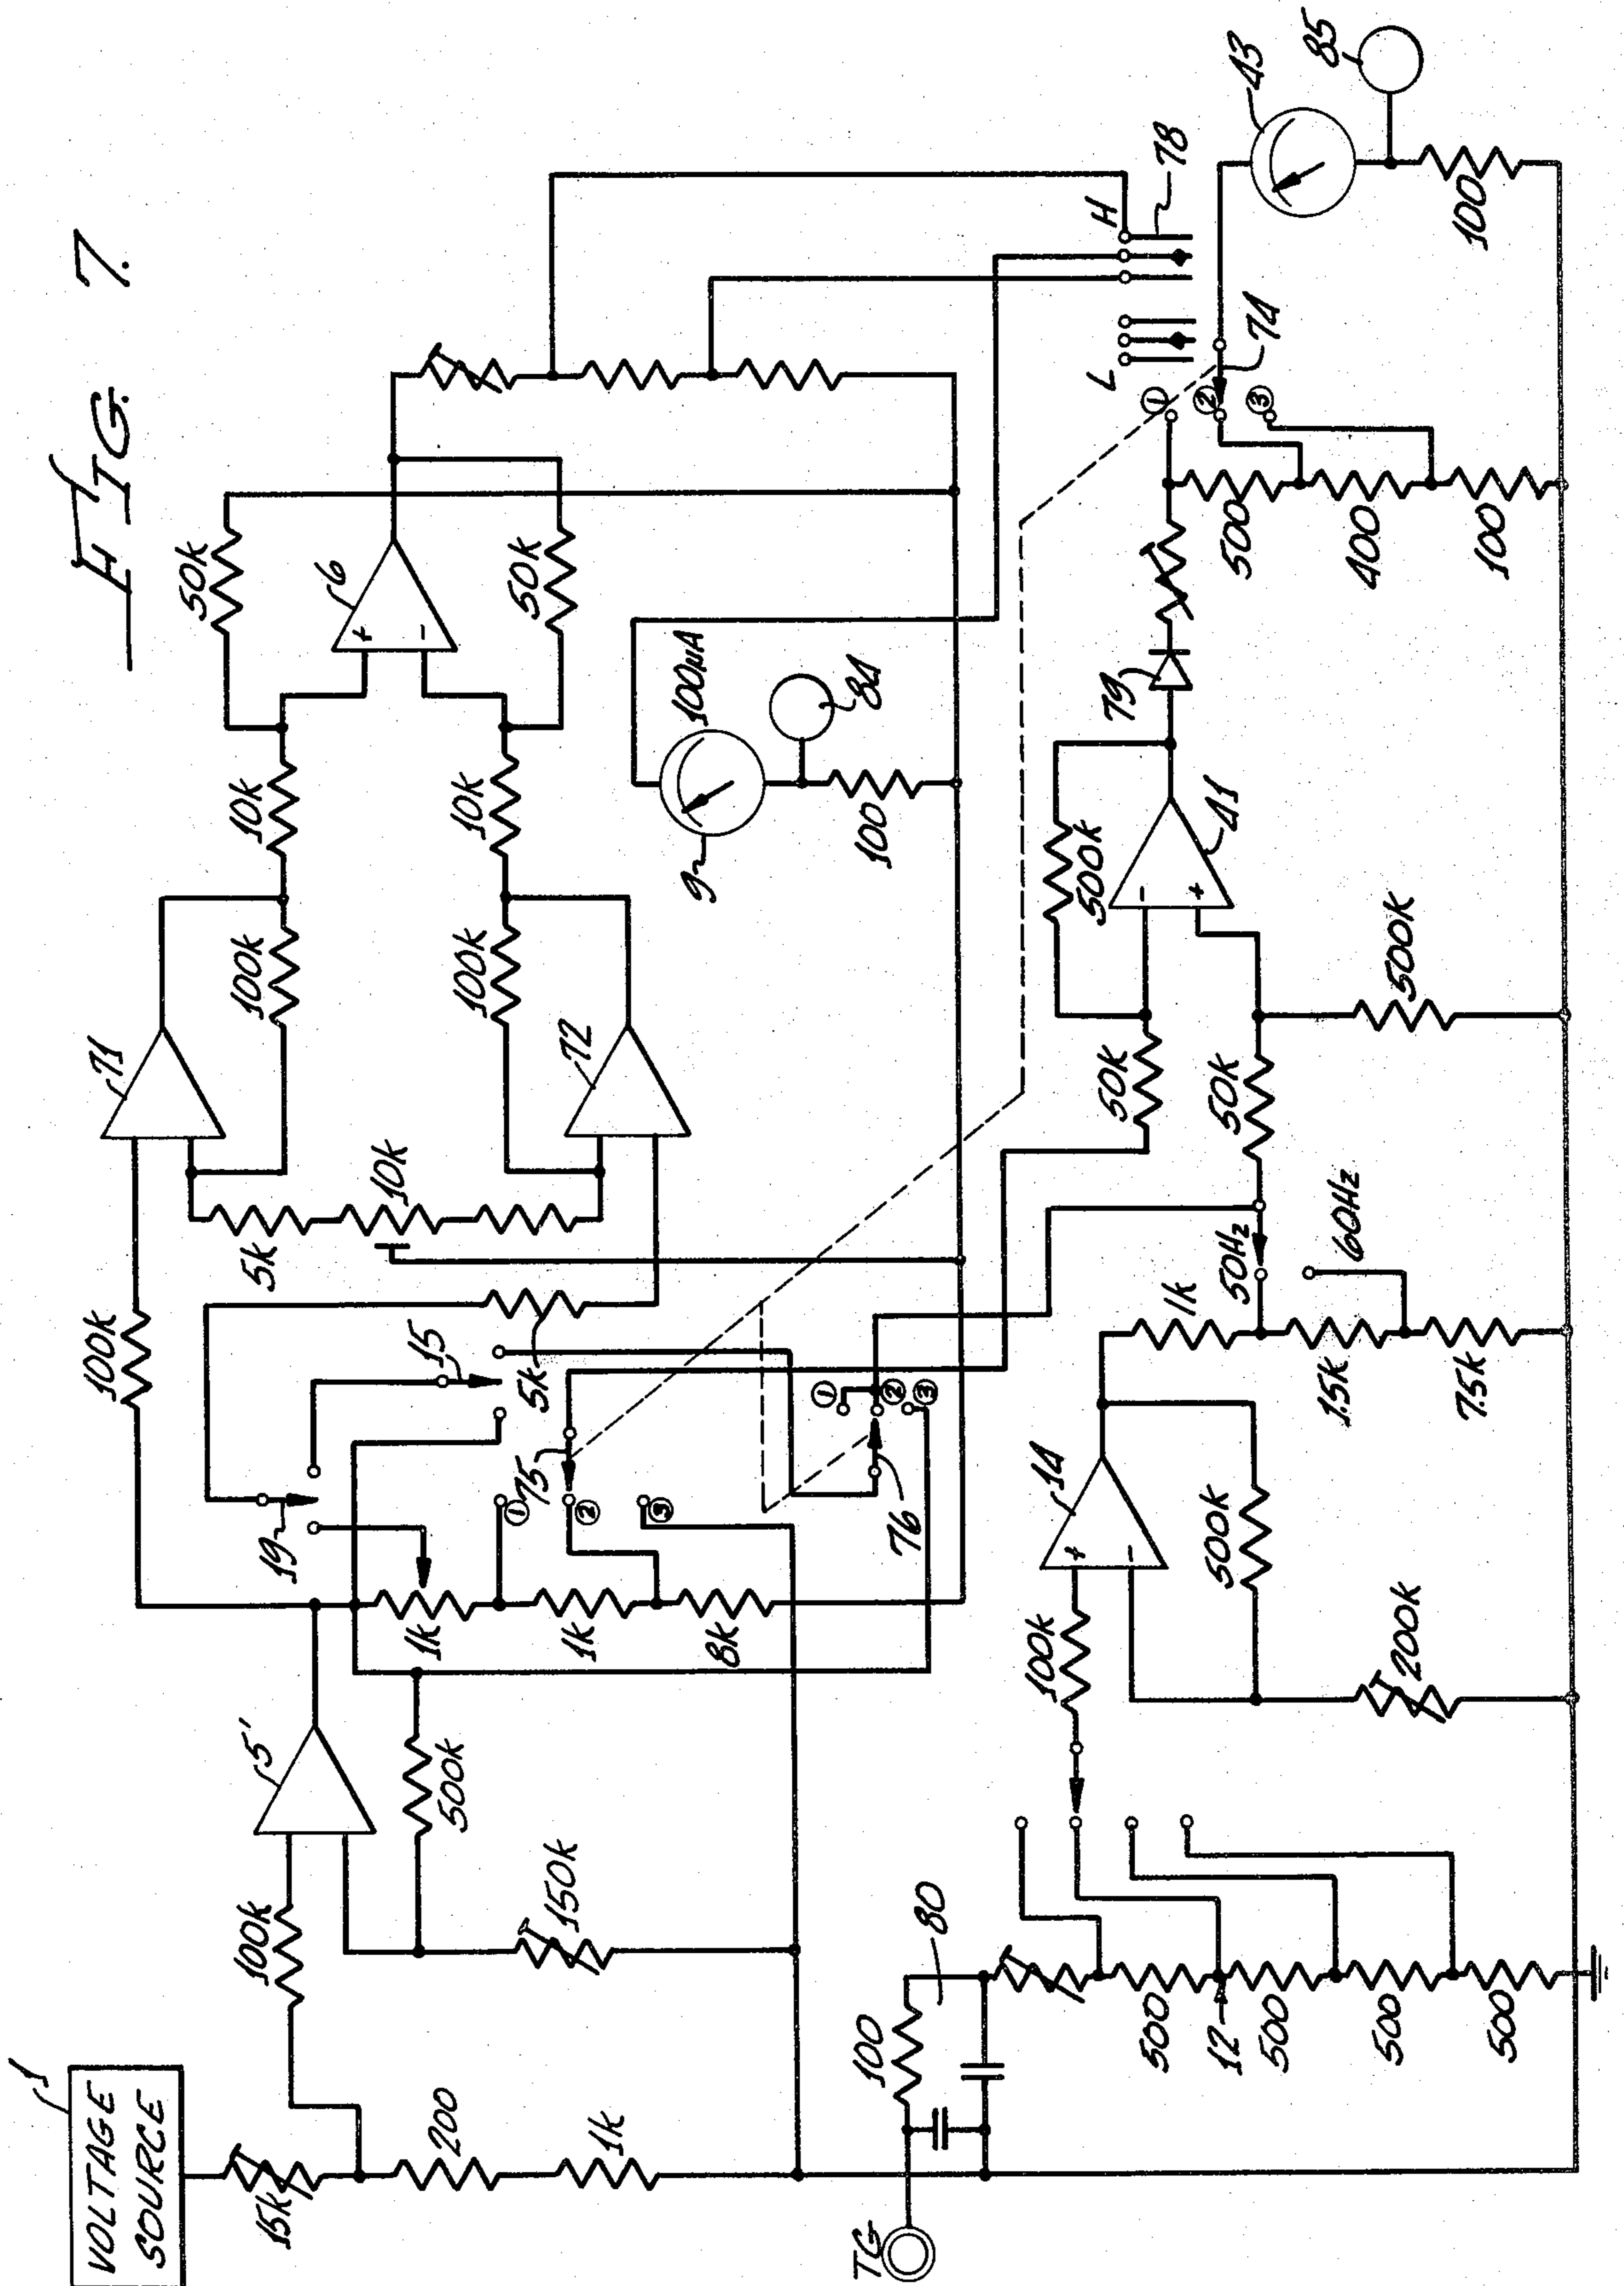 FIG. 7.
1
VOLTAGE
SOURCE
15k
200
1k
100k
5'
150k
500k
1k
1k
8k
19
15
100k
5k
75
①
②
③
76
①
②
③
5k
10k
71
72
100k
100k
10k
10k
50k
50k
+
-
6
9
100µA
84
100
H
L
78
TG
100
80
500
12
500
500
500
100k
200k
500k
+
-
14
1k
1.5k
7.5k
50Hz
60Hz
50k
50k
500k
500k
-
+
41
79
500
400
100
①
②
③
74
43
85
100